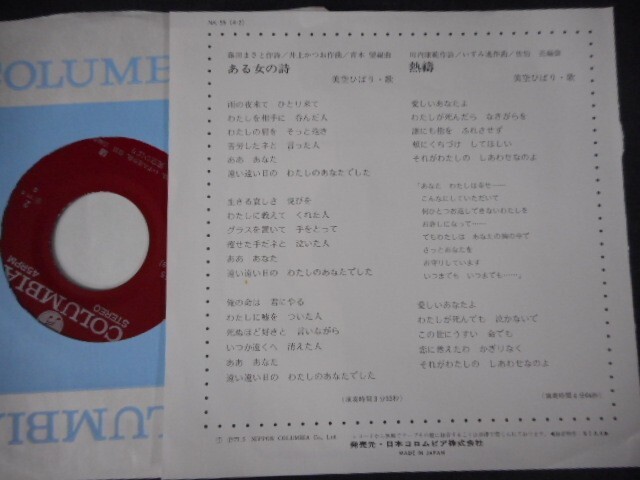 COLUMBIA
ある女の詩
美空ひばり・歌
雨の夜来て ひとり来て
わたしを相手に 呑んだ人
わたしの肩を そっと抱き
苦労したネと 言った人
ああ あなた
遠い遠い日の わたしのあなたでした
生きる哀しさ 歓びを
わたしに教えて くれた人
グラスを置いて 手をとって
痩せた手だネと 泣いた人
ああ あなた
遠い遠い日の わたしのあなたでした
俺の命は 君にやる
わたしに嘘を ついた人
死ぬほど好きと 言いながら
いつか遠くへ 消えた人
ああ あなた
遠い遠い日の わたしのあなたでした
熱祷
美空ひばり・歌
愛しいあなたよ
わたしが死んだら なきがらを
誰にも指を ふれさせず
頬にくちづけ してほしい
それがわたしの しあわせなのよ
「あなた わたしは幸せ──
こんなにしていただいて
何ひとつお返しできないわたしを
お許しになって──
でもわたしは あなたの胸の中で
きっとあなたを
お守りしています
いつまでも いつまでも──」
愛しいあなたよ
わたしが死んでも 泣かないで
この世にうすい 命でも
恋に燃えたわ かぎりなく
それがわたしの しあわせなのよ
NIPPON COLUMBIA Co., Ltd.
発売元・日本コロムビア株式会社
MADE IN JAPAN
COLUMBIA
45RPM
STEREO
COLUMBIA